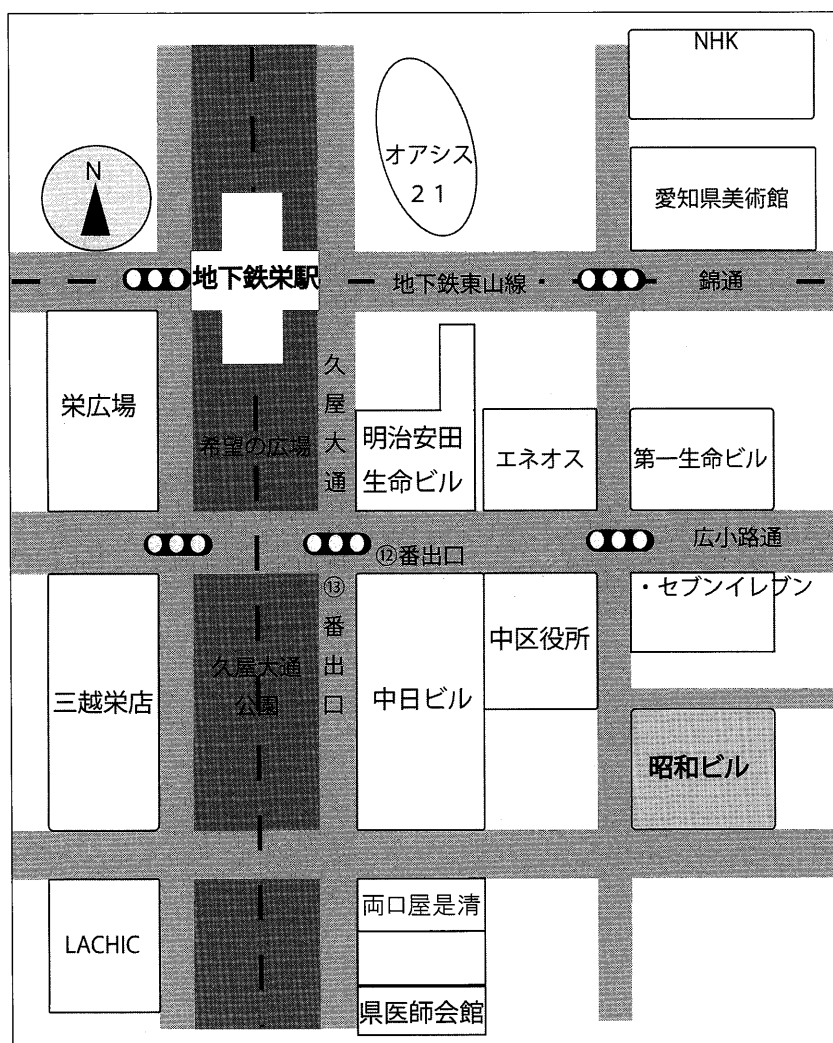 NHK
オアシス
２１
愛知県美術館
N
地下鉄栄駅
地下鉄東山線
錦通
栄広場
希望の広場
久屋大通
明治安田
生命ビル
エネオス
第一生命ビル
広小路通
⑫番出口
⑬番出口
・セブンイレブン
中区役所
三越栄店
久屋大通
公園
中日ビル
昭和ビル
LACHIC
両口屋是清
県医師会館